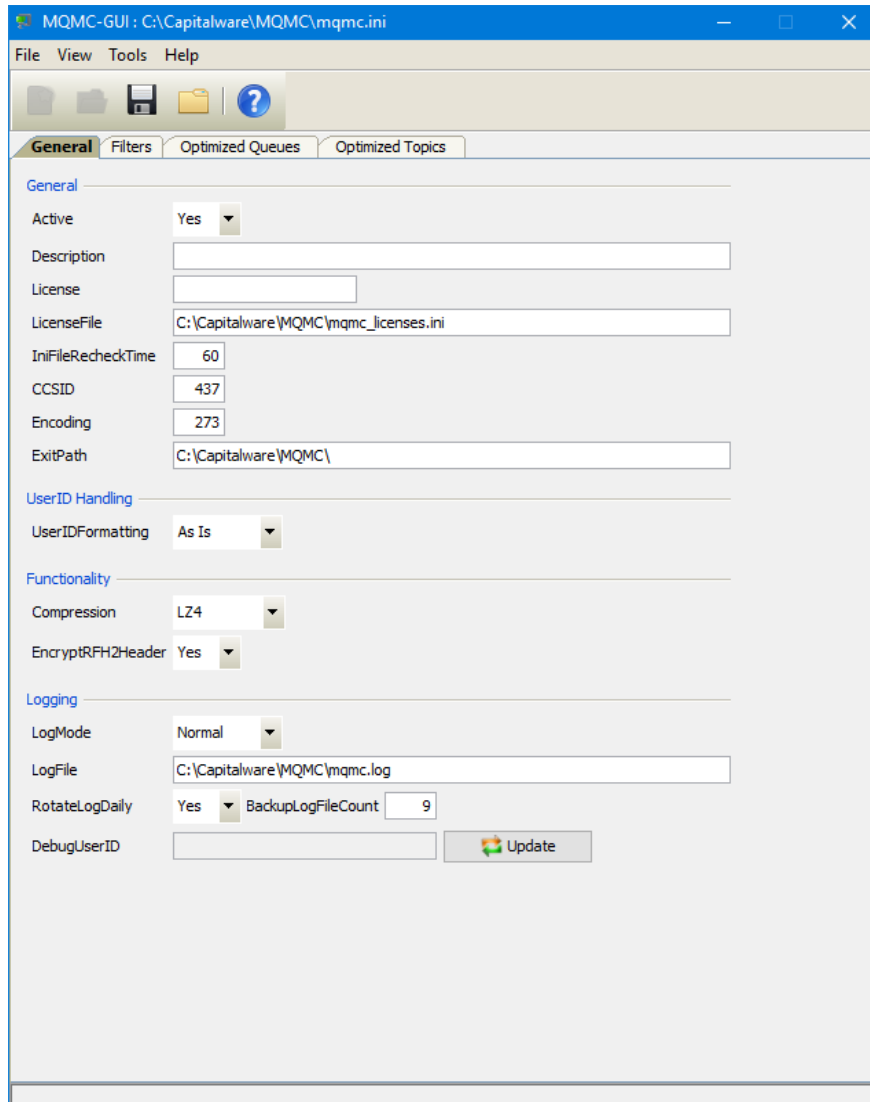 MQMC-GUI : C:\Capitalware\MQMC\mqmc.ini
File View Tools Help
General Filters Optimized Queues Optimized Topics
General
Active Yes
Description
License
LicenseFile C:\Capitalware\MQMC\mqmc_licenses.ini
IniFileRecheckTime 60
CCSID 437
Encoding 273
ExitPath C:\Capitalware\MQMC\
UserID Handling
UserIDFormatting As Is
Functionality
Compression LZ4
EncryptRFH2Header Yes
Logging
LogMode Normal
LogFile C:\Capitalware\MQMC\mqmc.log
RotateLogDaily Yes BackupLogFileCount 9
DebugUserID Update